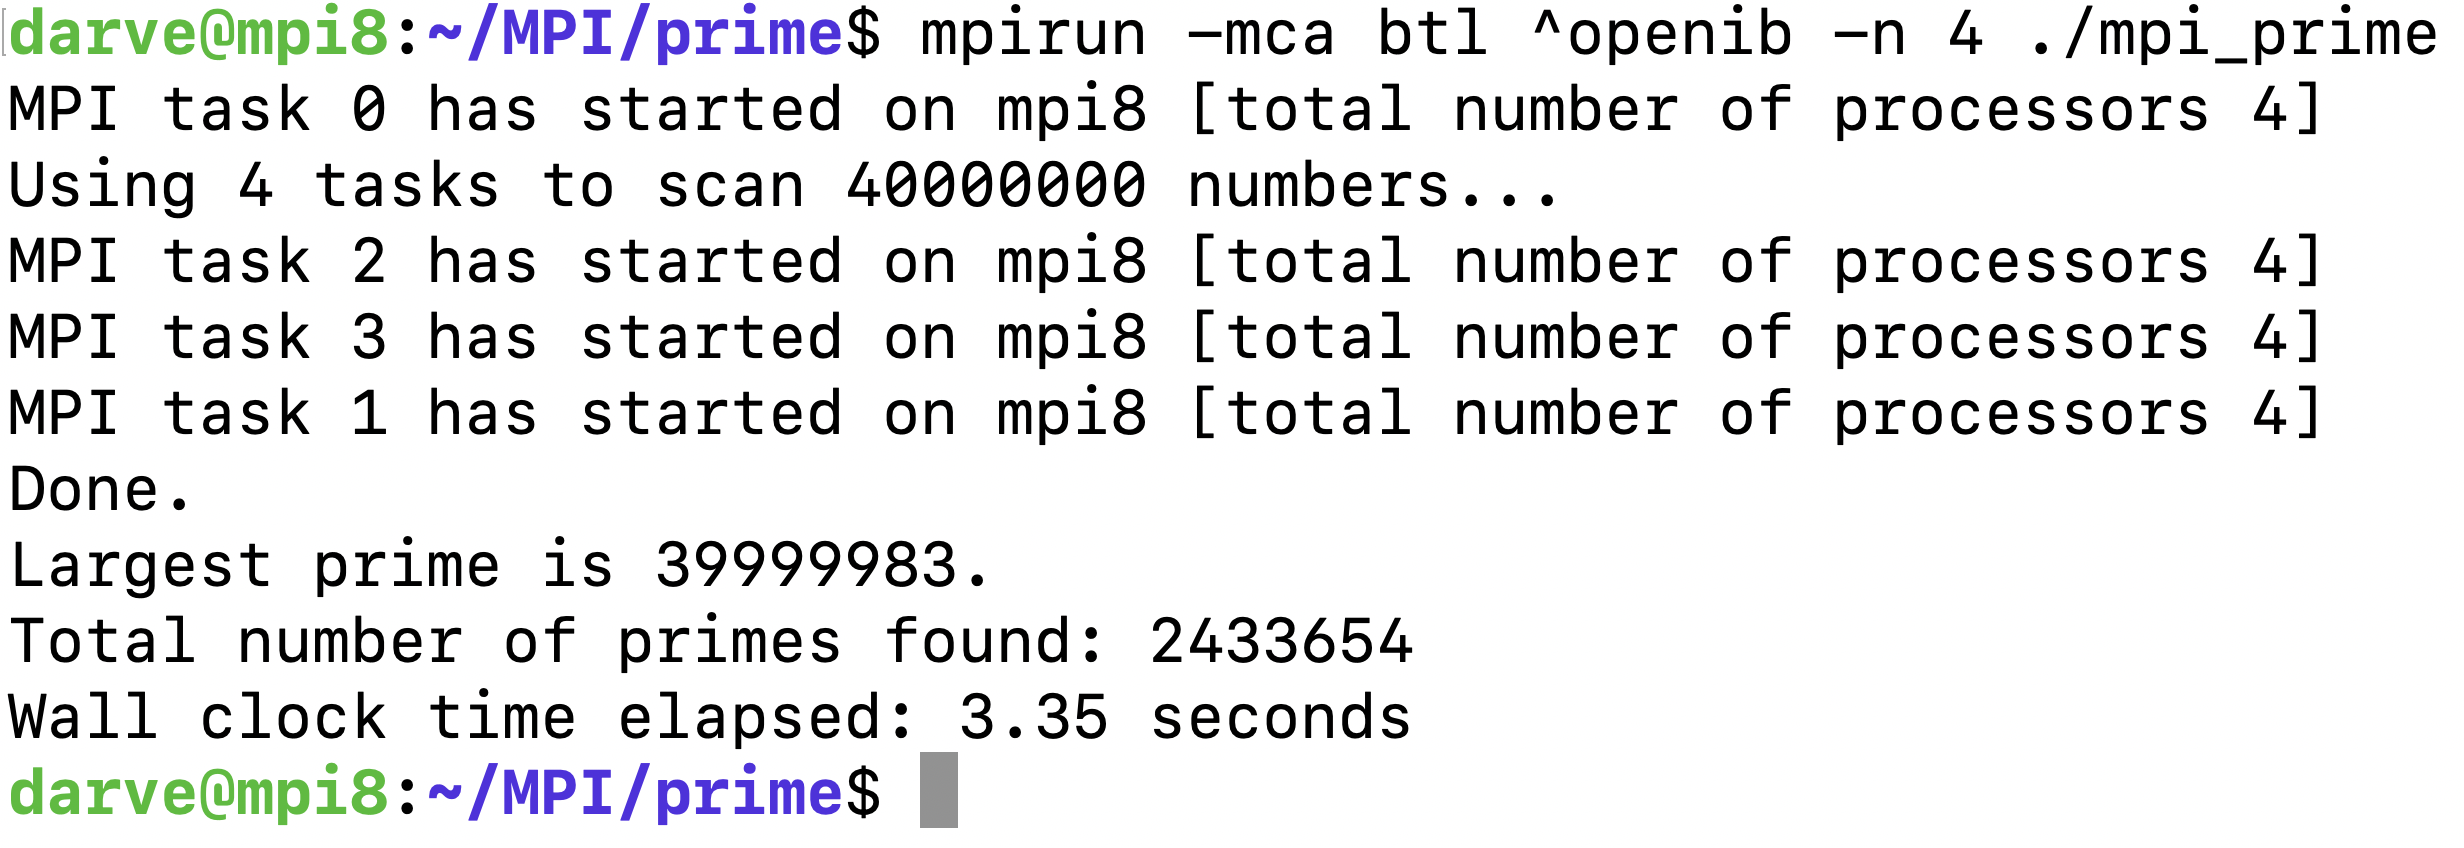 darve@mpi8:~/MPI/prime$ mpirun -mca btl ^openib -n 4 ./mpi_prime
MPI task 0 has started on mpi8 [total number of processors 4]
Using 4 tasks to scan 40000000 numbers...
MPI task 2 has started on mpi8 [total number of processors 4]
MPI task 3 has started on mpi8 [total number of processors 4]
MPI task 1 has started on mpi8 [total number of processors 4]
Done.
Largest prime is 39999983.
Total number of primes found: 2433654
Wall clock time elapsed: 3.35 seconds
darve@mpi8:~/MPI/prime$